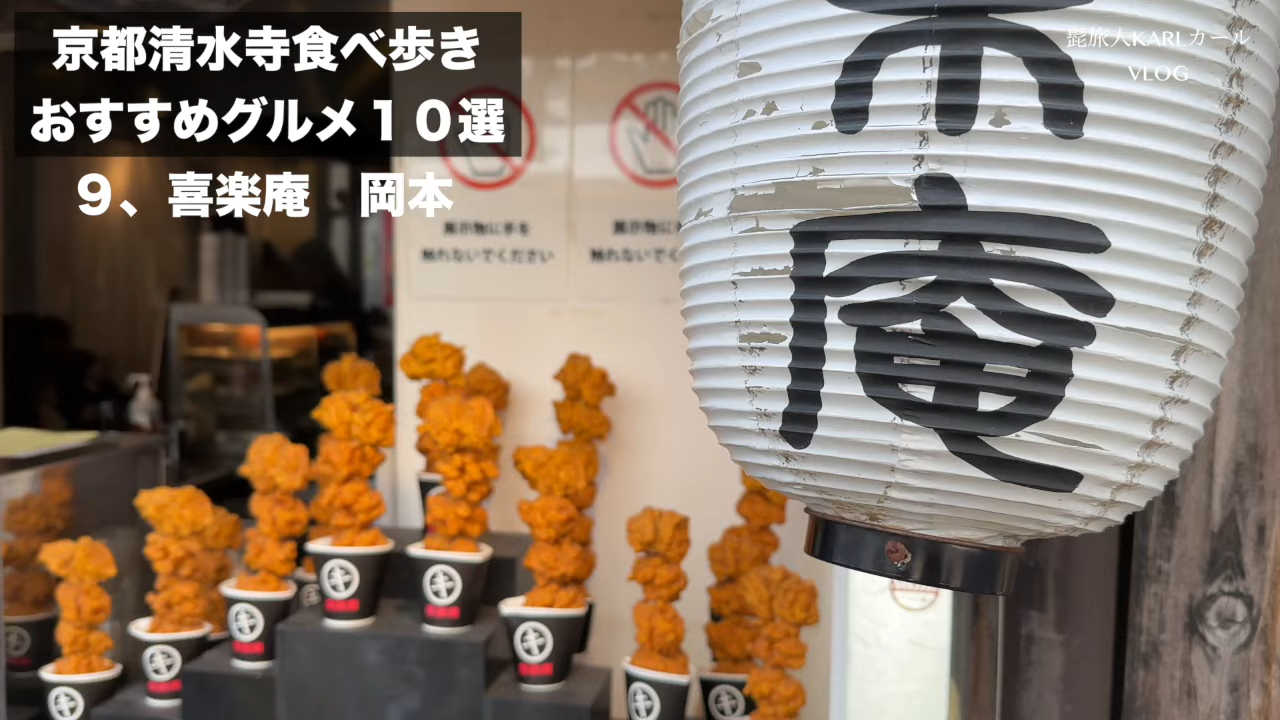 京都清水寺食べ歩き
おすすめグルメ１０選
９、喜楽庵　岡本
髭旅人KARLカール
VLOG
展示物に手を
触れないでください
展示物に手
触れないでく
庵